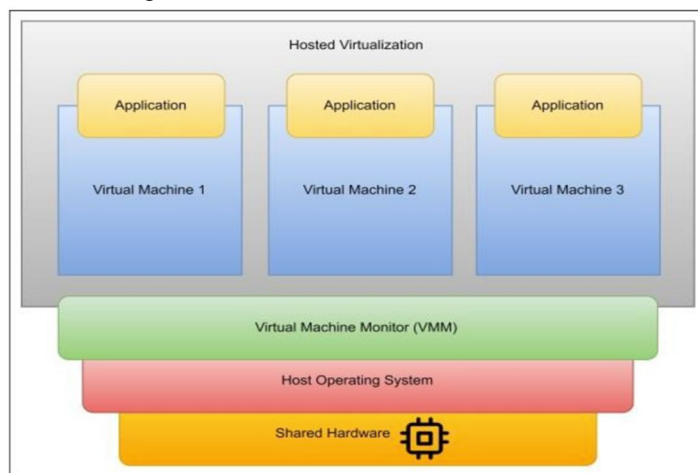 Hosted Virtualization
Application Application Application
Virtual Machine 1 Virtual Machine 2 Virtual Machine 3
Virtual Machine Monitor (VMM)
Host Operating System
Shared Hardware